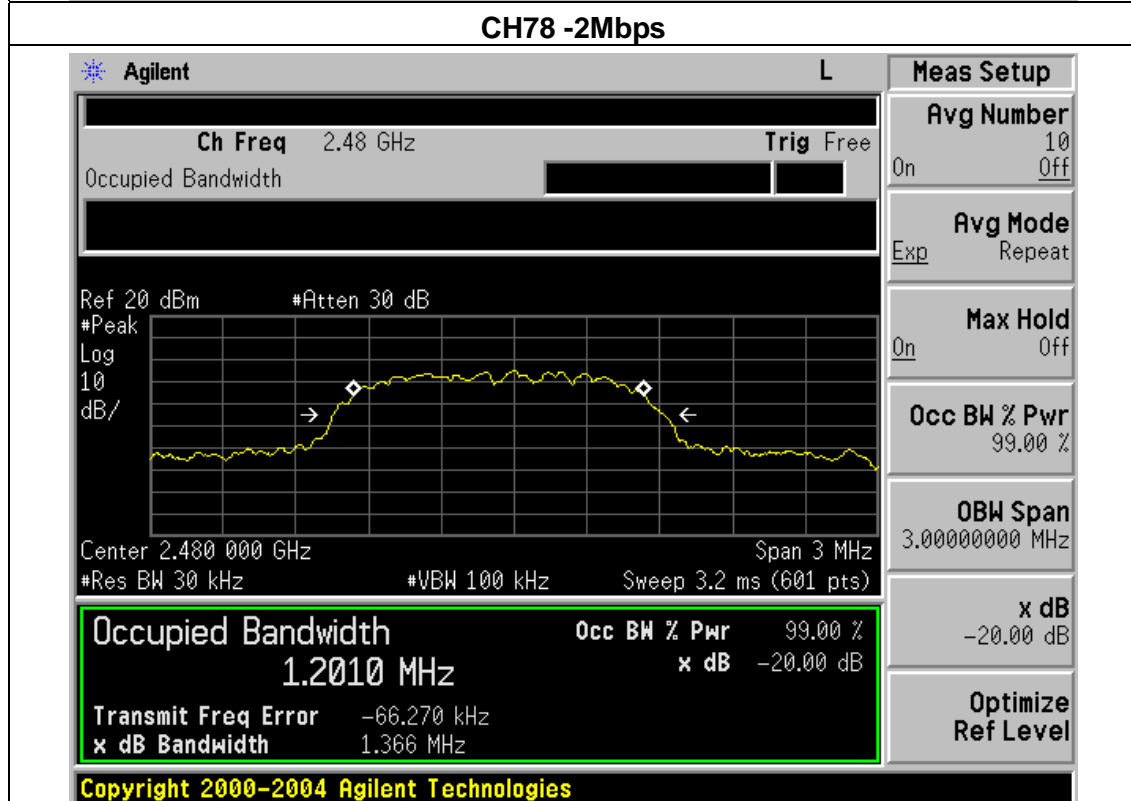 CH78 -2Mbps
Agilent L Meas Setup
Ch Freq 2.48 GHz Trig Free
Occupied Bandwidth
Avg Number
10
On Off
Avg Mode
Exp Repeat
Max Hold
On Off
Occ BW % Pwr
99.00 %
OBW Span
3.00000000 MHz
x dB
-20.00 dB
Optimize
Ref Level
Ref 20 dBm #Atten 30 dB
#Peak
Log
10
dB/
Center 2.480 000 GHz Span 3 MHz
#Res BW 30 kHz #VBW 100 kHz Sweep 3.2 ms (601 pts)
Occupied Bandwidth Occ BW % Pwr 99.00 %
1.2010 MHz x dB -20.00 dB
Transmit Freq Error -66.270 kHz
x dB Bandwidth 1.366 MHz
Copyright 2000-2004 Agilent Technologies